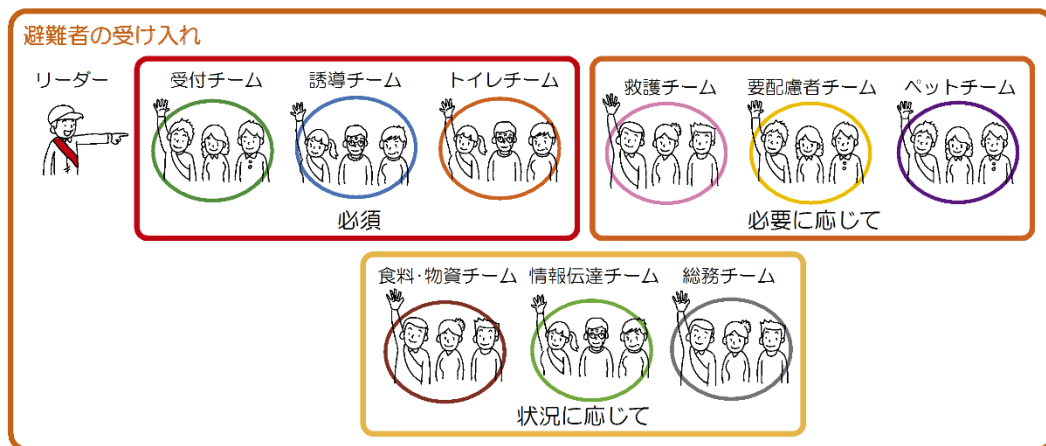 避難者の受け入れ
リーダー
受付チーム
誘導チーム
トイレチーム
必須
救護チーム
要配慮者チーム
ペットチーム
必要に応じて
食料・物資チーム
情報伝達チーム
総務チーム
状況に応じて